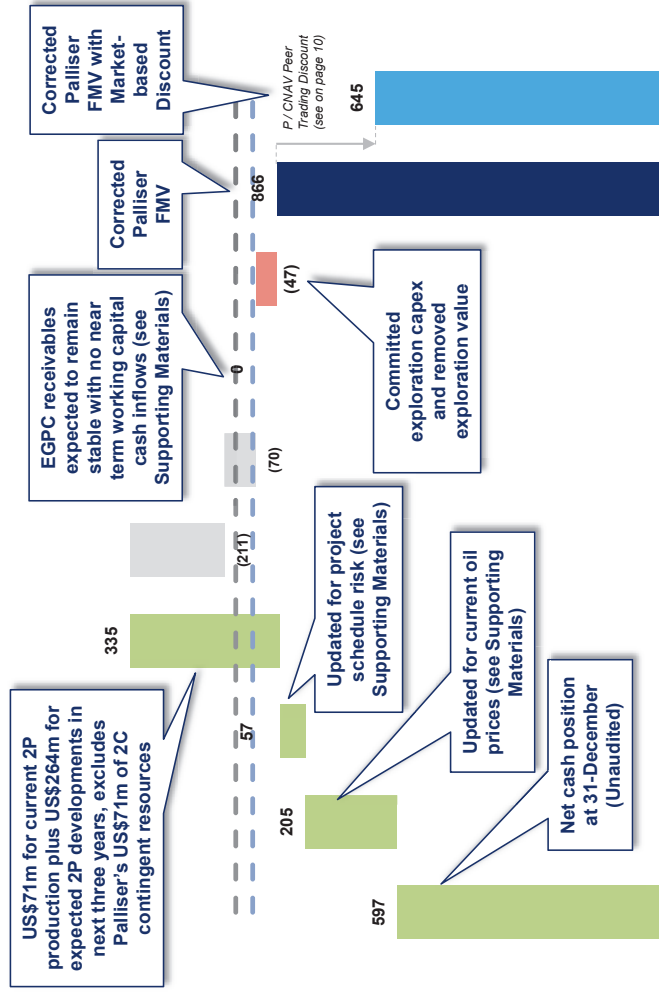 US$71m for current 2P
production plus US$264m for
expected 2P developments in
next three years, excludes
Palliser's US$71m of 2C
contingent resources
EGPC receivables
expected to remain
stable with no near
term working capital
cash inflows (see
Supporting Materials)
Corrected
Palliser
FMV
Corrected
Palliser
FMV with
Market-
based
Discount
P / CNAV Peer
Trading Discount
(see on page 10)
597
205
57
335
(211)
(70)
0
(47)
866
645
Net cash position
at 31-December
(Unaudited)
Updated for current oil
prices (see Supporting
Materials)
Updated for project
schedule risk (see
Supporting Materials)
Committed
exploration capex
and removed
exploration value